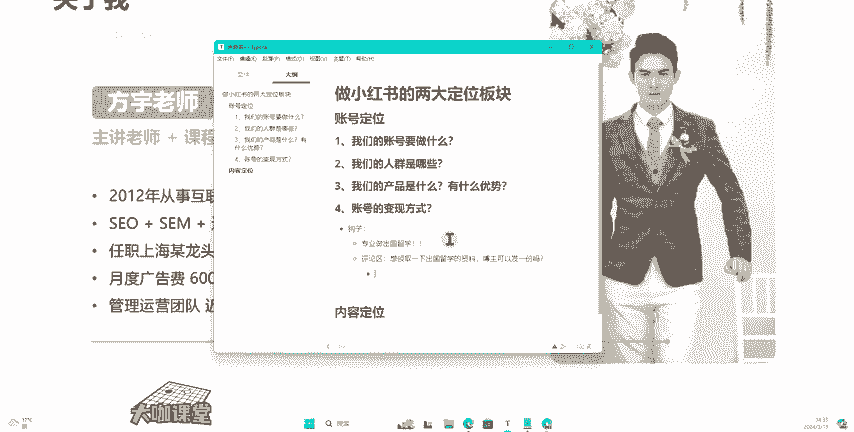 关于我
方宇老师
主讲老师 + 课程
• 2012年从事互联
• SEO + SEM +
• 任职上海某龙头
• 月度广告费 600
• 管理运营团队 近
大咖课堂
文件(F) 编辑(E) 段落(P) 格式(O) 视图(V) 主题(T) 帮助(H)
大纲
做小红书的两大定位板块
账号定位
1、我们的账号要做什么？
2、我们的人群是哪些？
3、我们的产品是什么？有
什么优势？
4、账号的变现方式？
内容定位
做小红书的两大定位板块
账号定位
1、我们的账号要做什么？
2、我们的人群是哪些？
3、我们的产品是什么？有什么优势？
4、账号的变现方式？
• 钩子：
专业做出国留学！！
评论区：想领取一下出国留学的资料，博主可以发一份吗？
内容定位
搜索